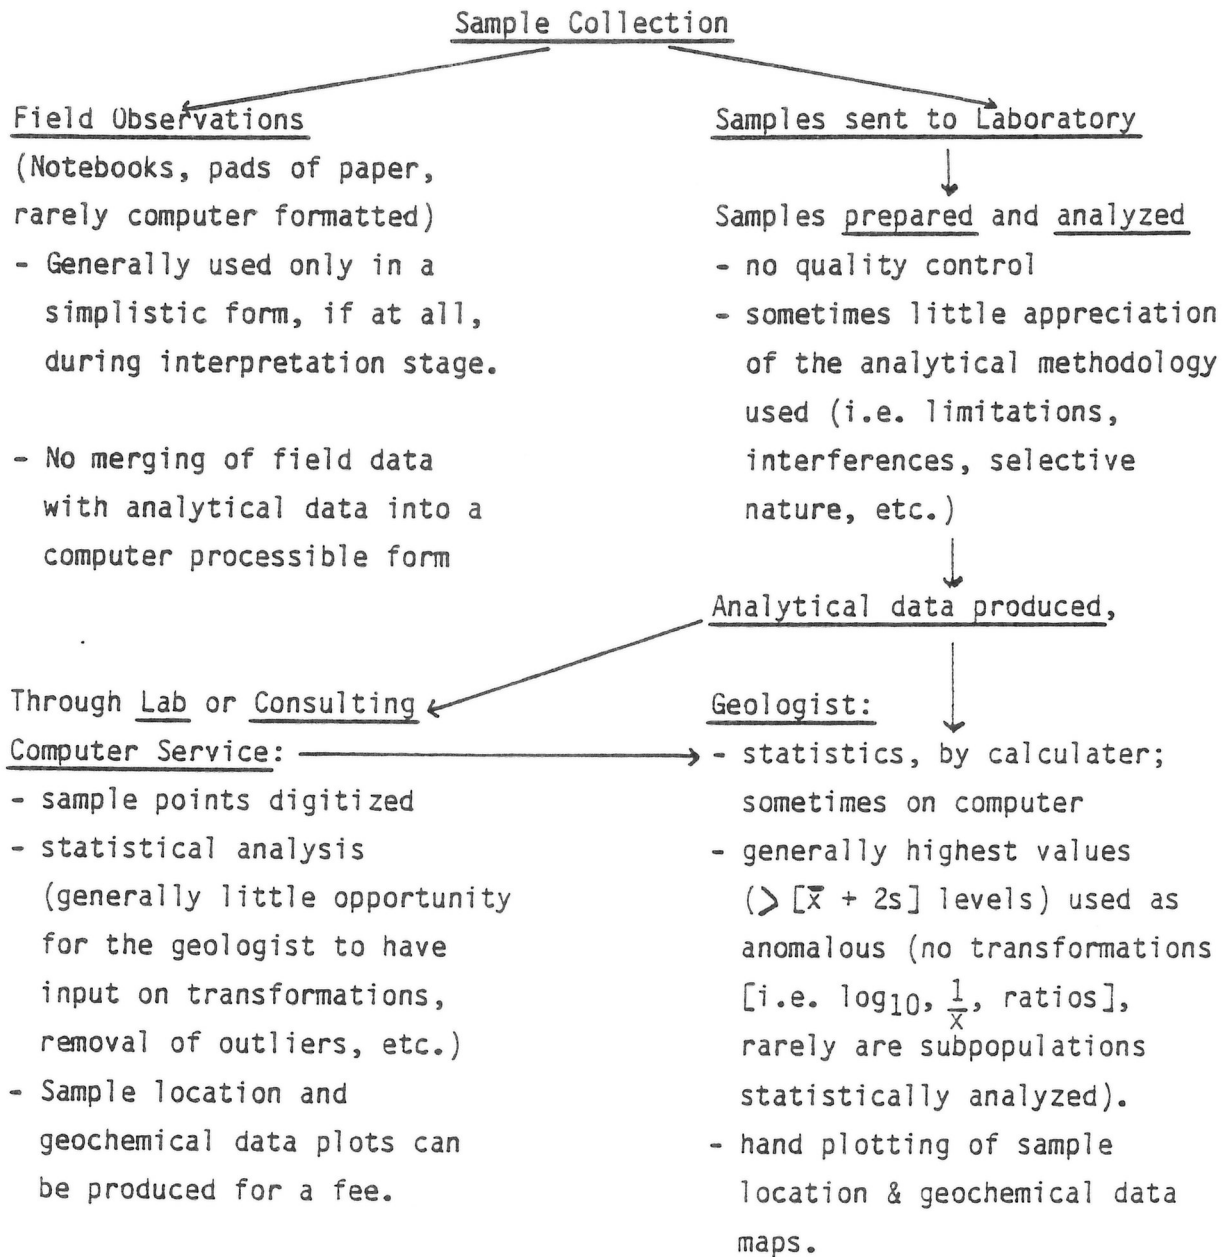 Sample Collection
Field Observations
(Notebooks, pads of paper,
rarely computer formatted)
- Generally used only in a
simplistic form, if at all,
during interpretation stage.
- No merging of field data
with analytical data into a
computer processible form
Samples sent to Laboratory
Samples prepared and analyzed
- no quality control
- sometimes little appreciation
of the analytical methodology
used (i.e. limitations,
interferences, selective
nature, etc.)
Analytical data produced,
Through Lab or Consulting
Computer Service:
- sample points digitized
- statistical analysis
(generally little opportunity
for the geologist to have
input on transformations,
removal of outliers, etc.)
- Sample location and
geochemical data plots can
be produced for a fee.
Geologist:
- statistics, by calculater;
sometimes on computer
- generally highest values
(> [x̄ + 2s] levels) used as
anomalous (no transformations
[i.e. log₁₀, 1/x, ratios],
rarely are subpopulations
statistically analyzed).
- hand plotting of sample
location & geochemical data
maps.